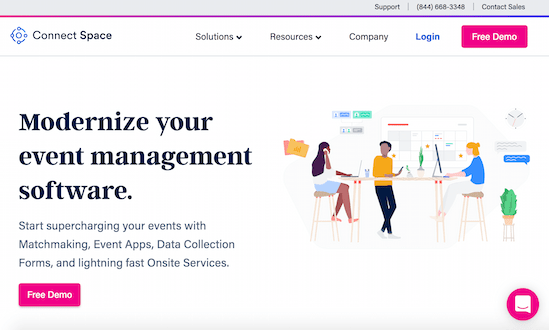 Support
(844) 668-3348
Contact Sales
Connect Space
Solutions
Resources
Company
Login
Free Demo
Modernize your
event management
software.
Start supercharging your events with
Matchmaking, Event Apps, Data Collection
Forms, and lightning fast Onsite Services.
Free Demo